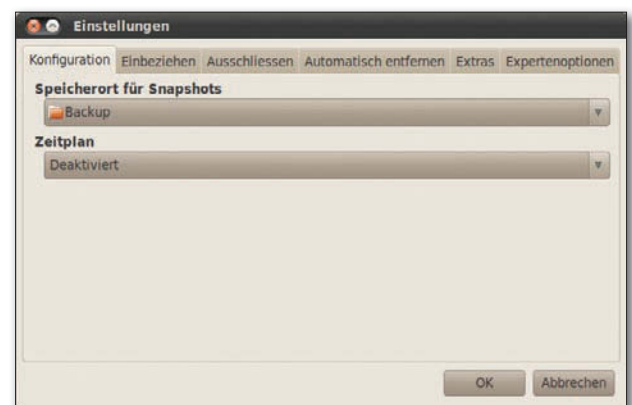 Einstellungen
Konfiguration Einbeziehen Ausschliessen Automatisch entfernen Extras Expertenoptionen
Speicherort für Snapshots
Backup
Zeitplan
Deaktiviert
OK Abbrechen